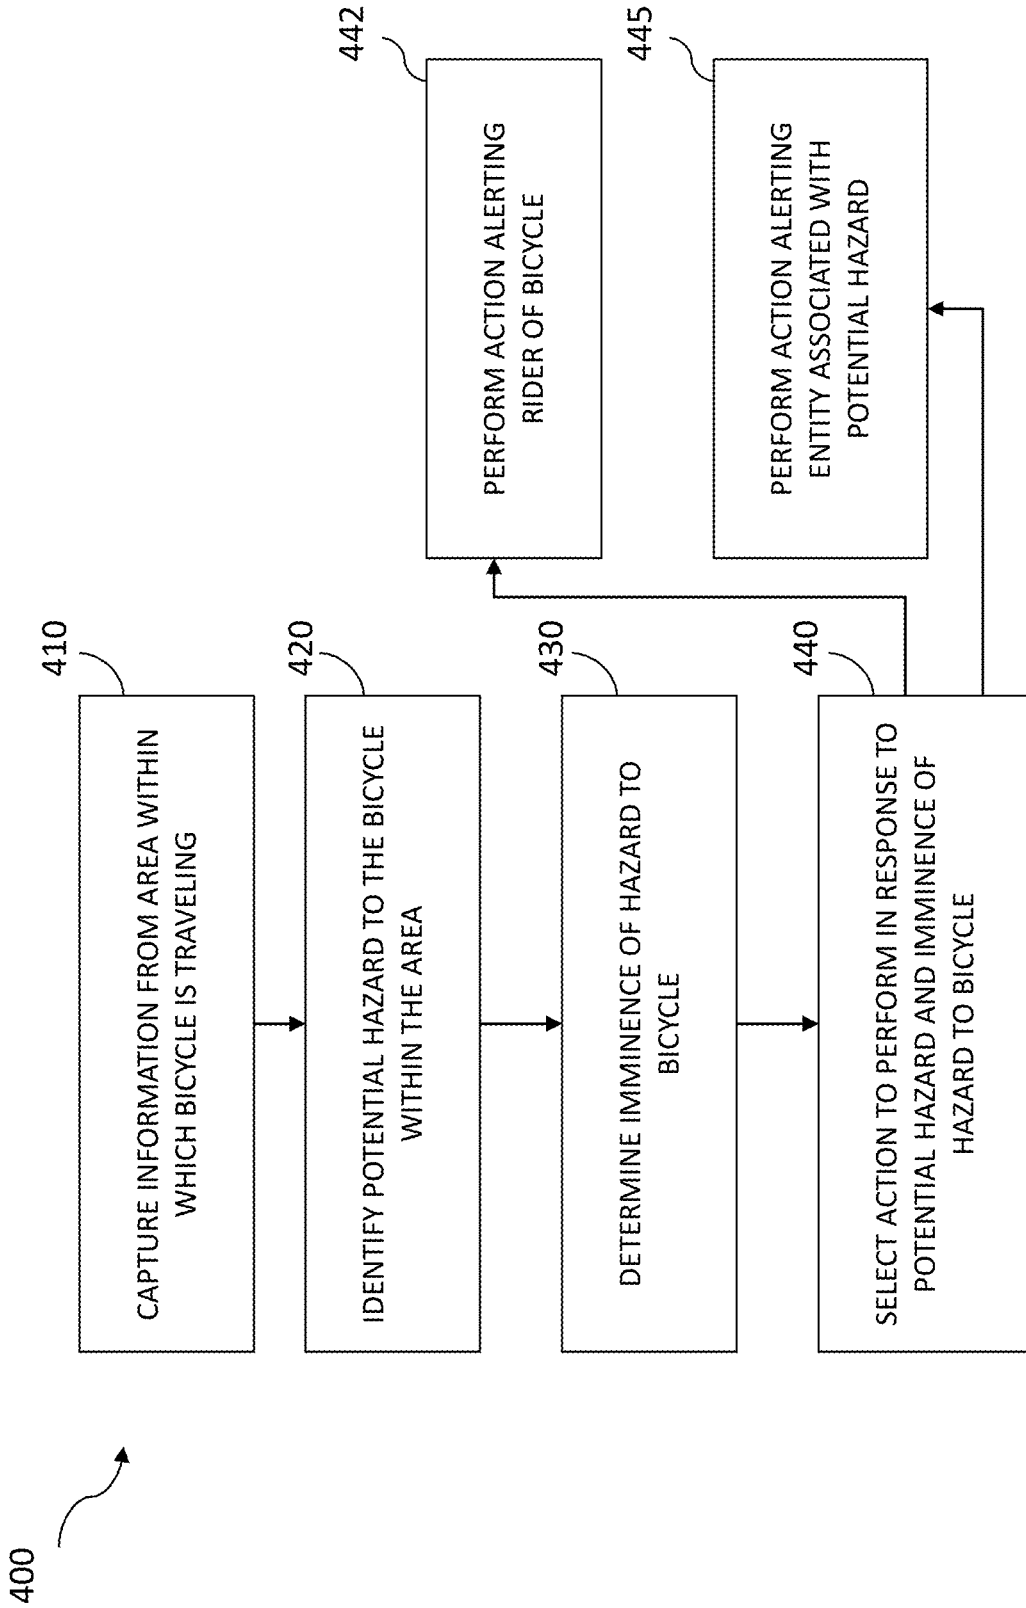 400
410
CAPTURE INFORMATION FROM AREA WITHIN
WHICH BICYCLE IS TRAVELING
420
IDENTIFY POTENTIAL HAZARD TO THE BICYCLE
WITHIN THE AREA
430
DETERMINE IMMINENCE OF HAZARD TO
BICYCLE
440
SELECT ACTION TO PERFORM IN RESPONSE TO
POTENTIAL HAZARD AND IMMINENCE OF
HAZARD TO BICYCLE
442
PERFORM ACTION ALERTING
RIDER OF BICYCLE
445
PERFORM ACTION ALERTING
ENTITY ASSOCIATED WITH
POTENTIAL HAZARD